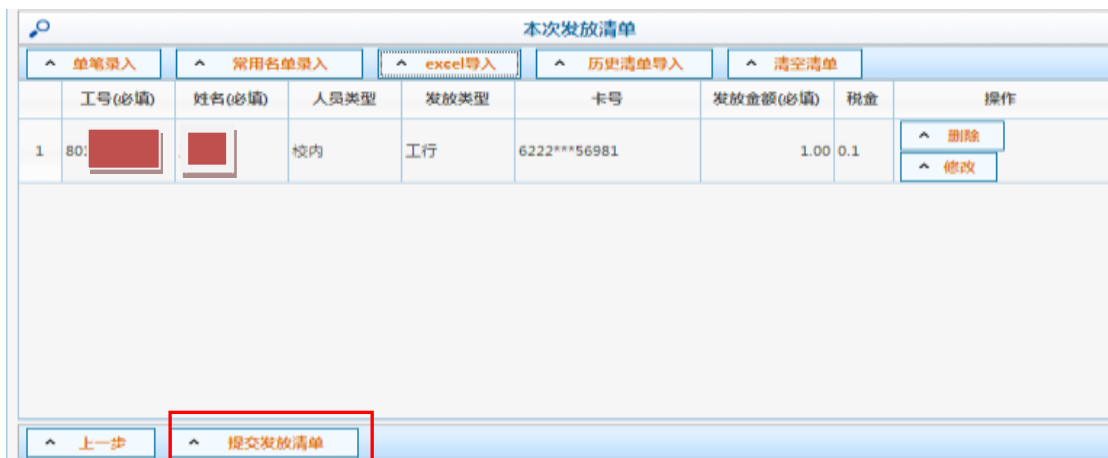 本次发放清单
单笔录入 常用名单录入 excel导入 历史清单导入 清空清单
工号(必填) 姓名(必填) 人员类型 发放类型 卡号 发放金额(必填) 税金 操作
1 80 校内 工行 6222***56981 1.00 0.1 删除
修改
上一步 提交发放清单